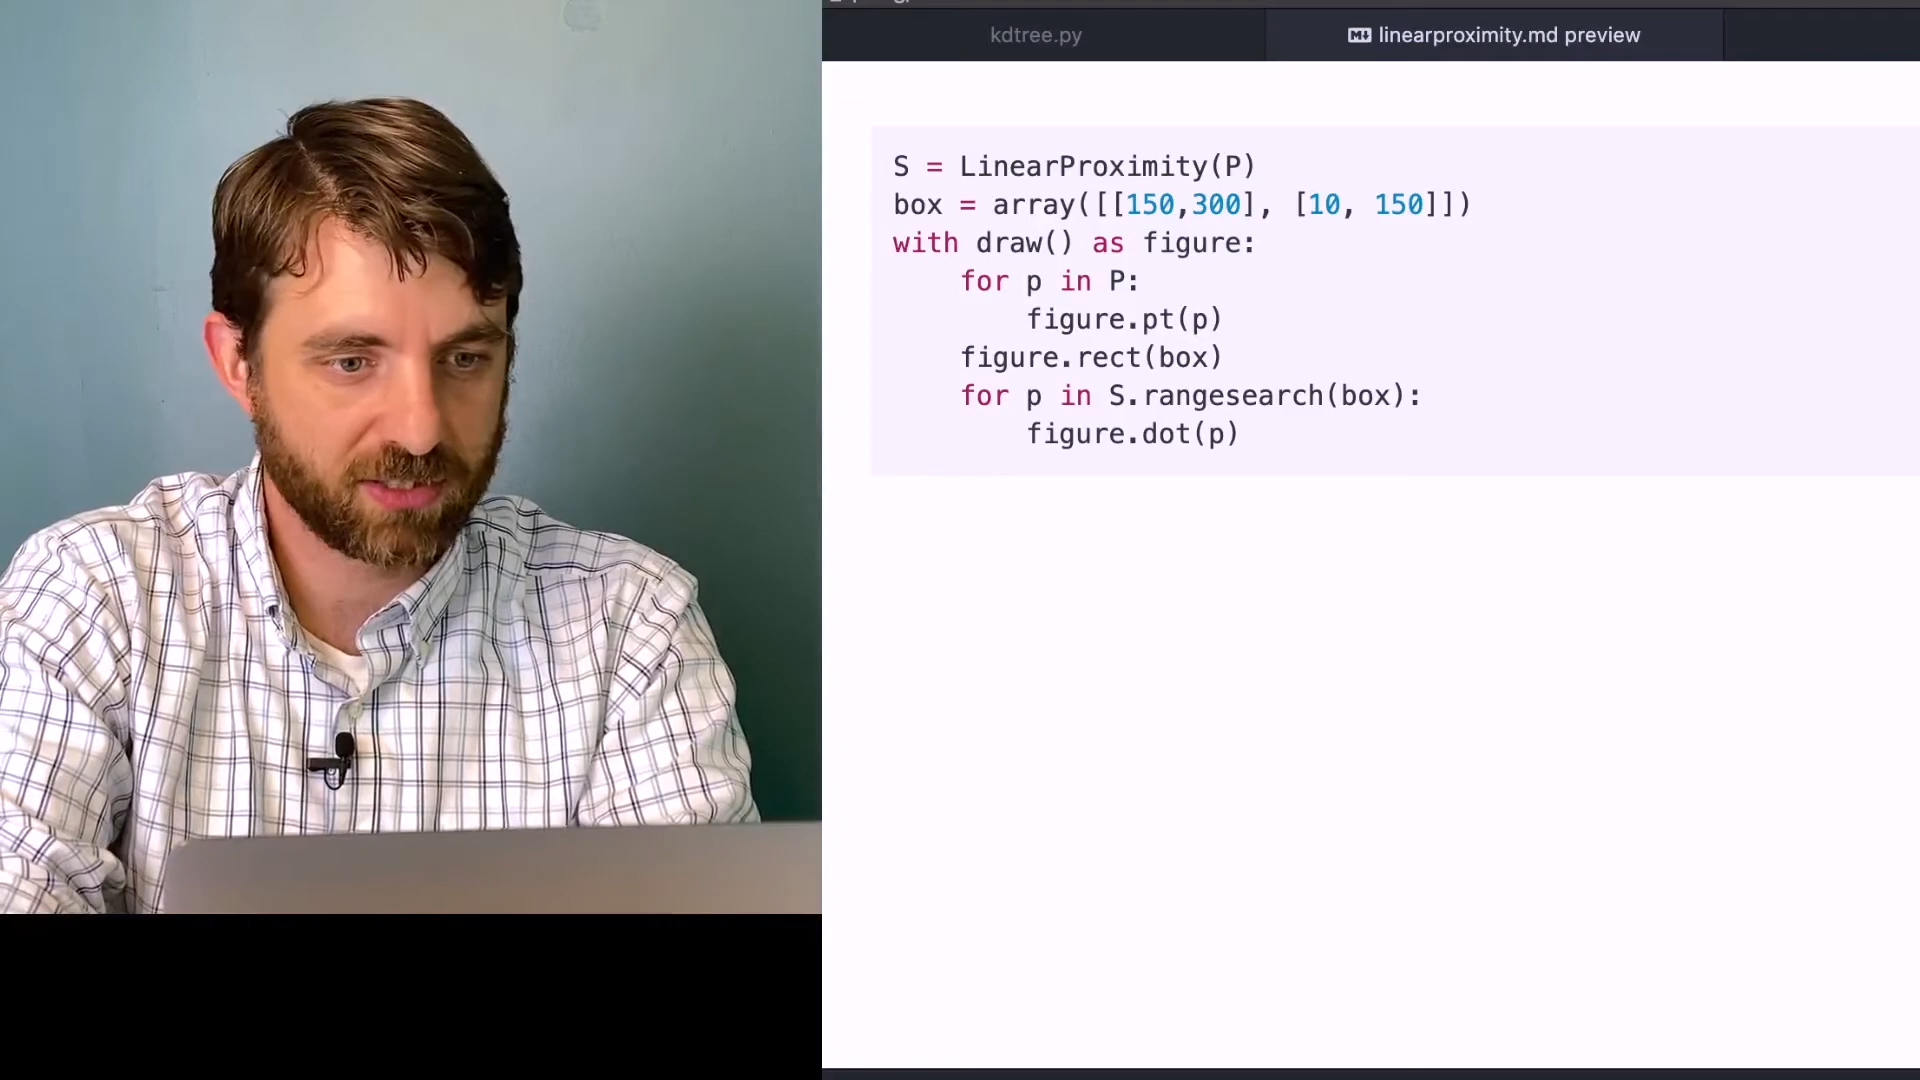 kdtree.py
linearproximity.md preview
S = LinearProximity(P)
box = array([[150,300], [10, 150]])
with draw() as figure:
    for p in P:
        figure.pt(p)
    figure.rect(box)
    for p in S.rangesearch(box):
        figure.dot(p)